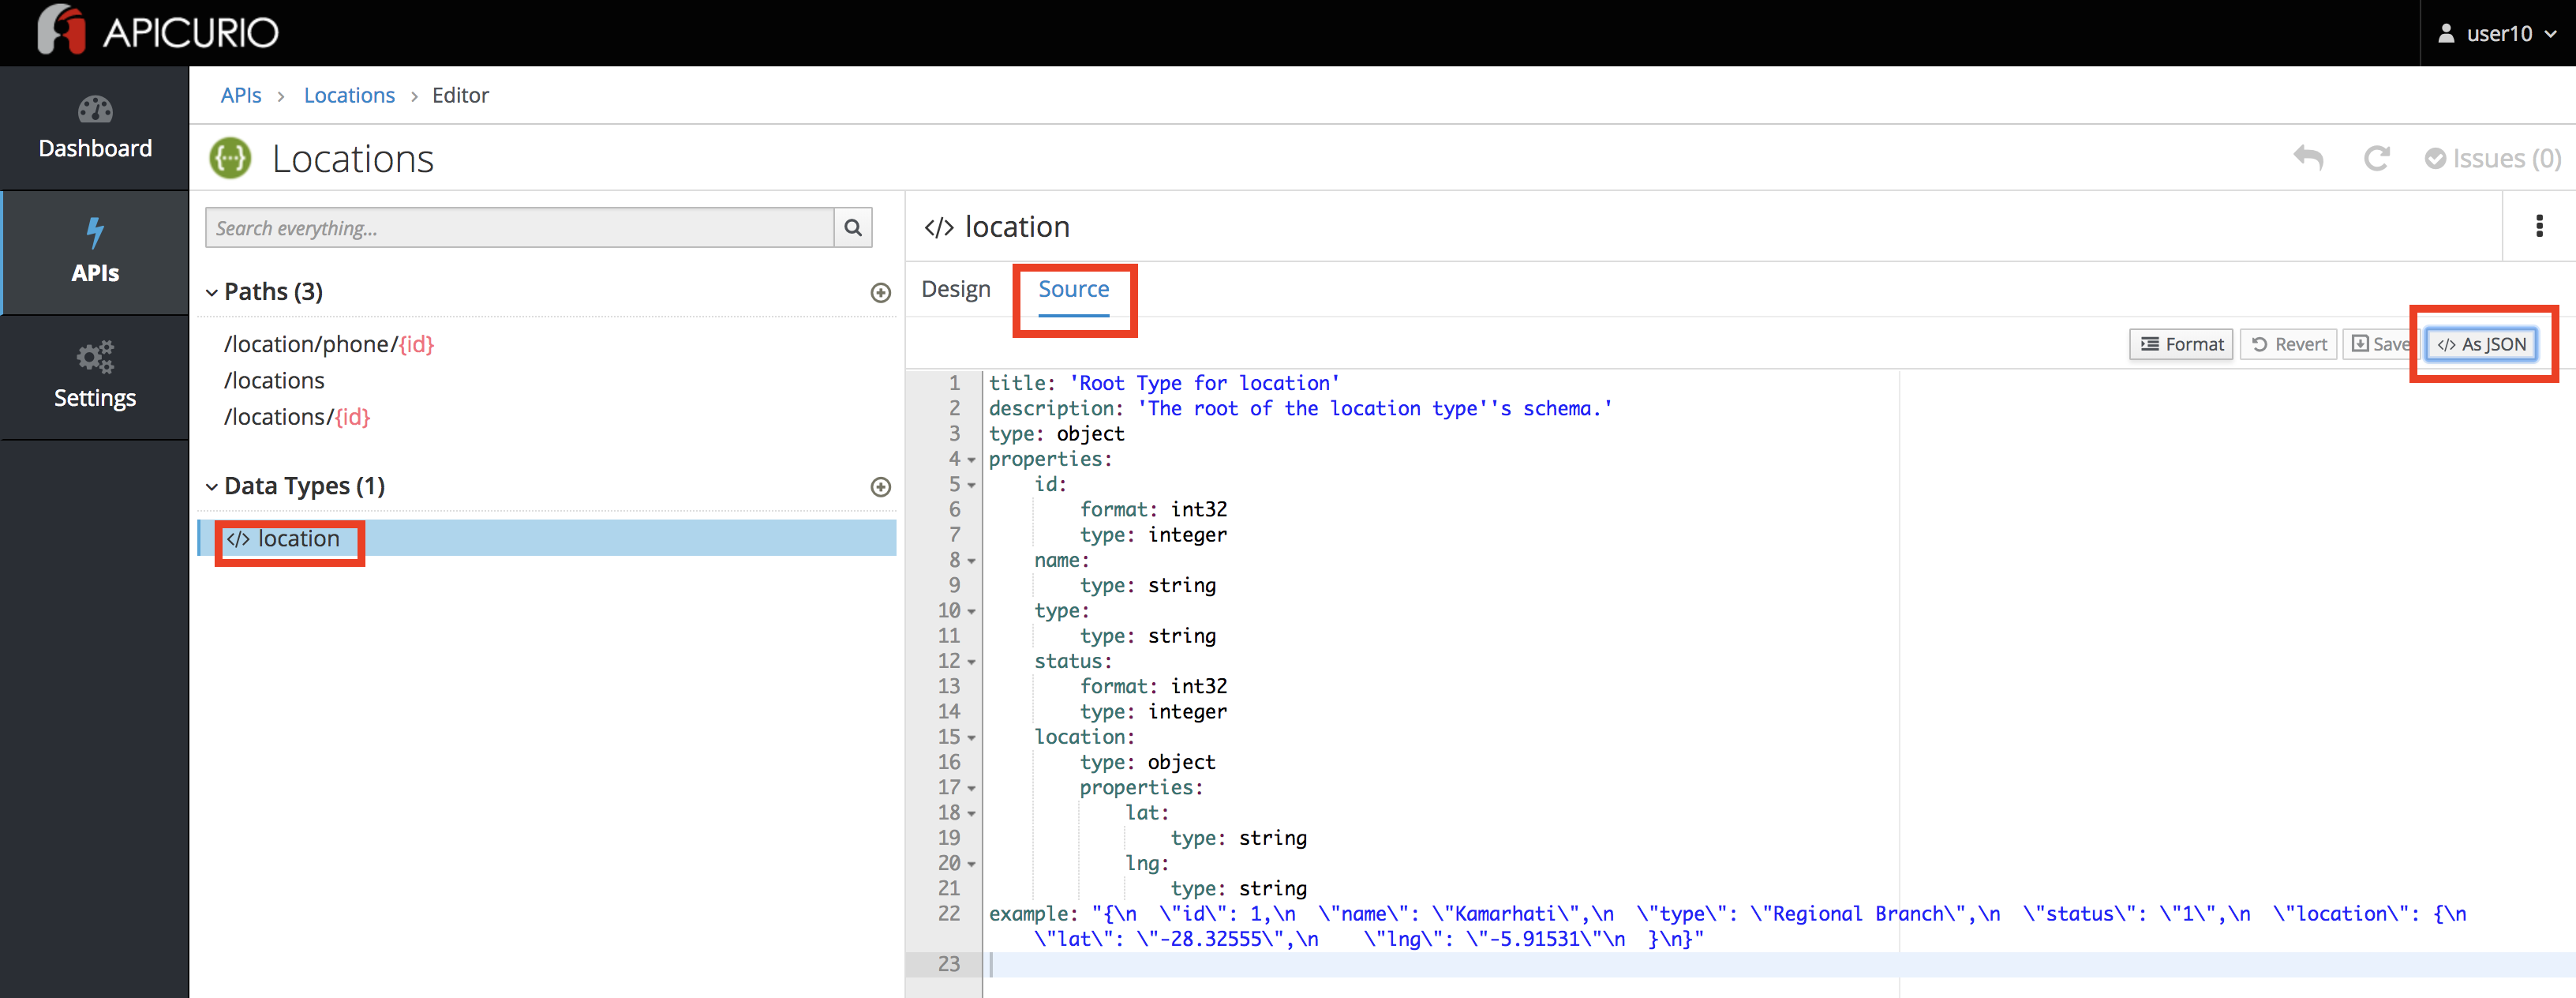 APICURIO
user10
Dashboard
APIs
Settings
APIs > Locations > Editor
Locations
Issues (0)
Search everything...
Paths (3)
/location/phone/{id}
/locations
/locations/{id}
Data Types (1)
</> location
</> location
Design Source
Format Revert Save </> As JSON
1 title: 'Root Type for location'
2 description: 'The root of the location type''s schema.'
3 type: object
4 properties:
5 id:
6 format: int32
7 type: integer
8 name:
9 type: string
10 type:
11 type: string
12 status:
13 format: int32
14 type: integer
15 location:
16 type: object
17 properties:
18 lat:
19 type: string
20 lng:
21 type: string
22 example: "{\n  \"id\": 1,\n  \"name\": \"Kamarhati\",\n  \"type\": \"Regional Branch\",\n  \"status\": \"1\",\n  \"location\": {\n
\"lat\": \"-28.32555\",\n    \"lng\": \"-5.91531\"\n  }\n}"
23